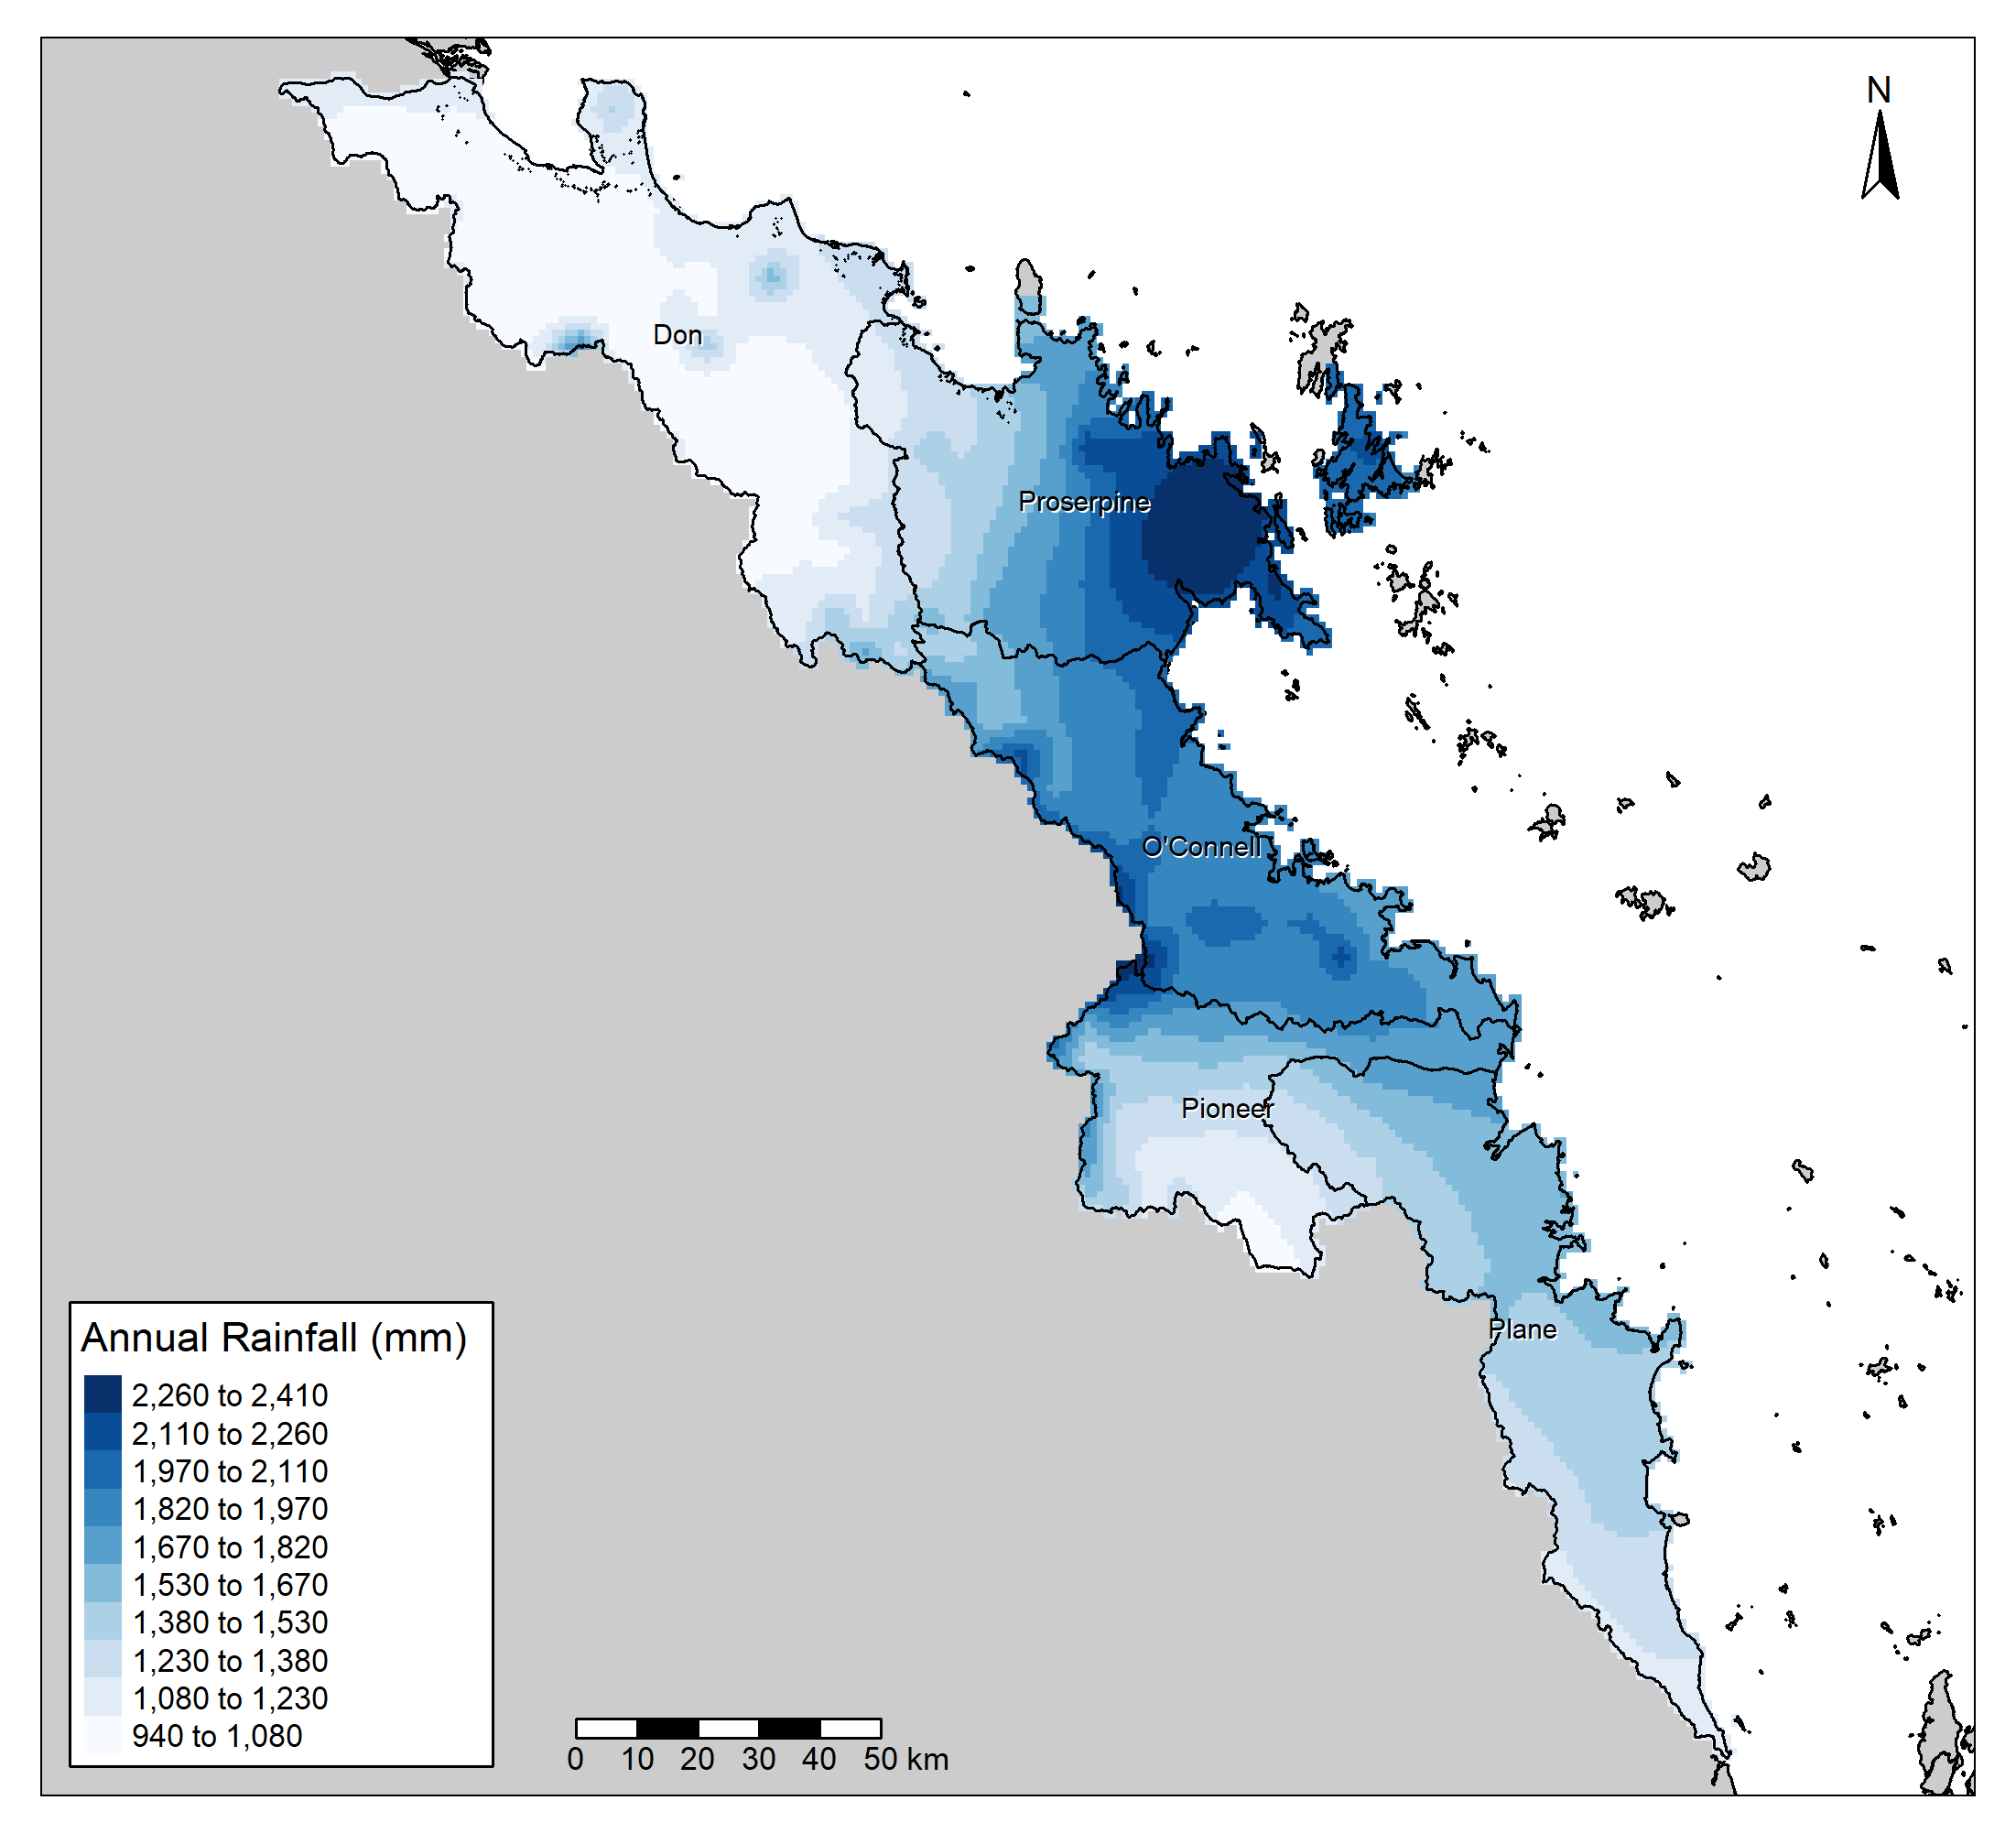 N
Don
Proserpine
O'Connell
Pioneer
Plane
Annual Rainfall (mm)
2,260 to 2,410
2,110 to 2,260
1,970 to 2,110
1,820 to 1,970
1,670 to 1,820
1,530 to 1,670
1,380 to 1,530
1,230 to 1,380
1,080 to 1,230
940 to 1,080
0 10 20 30 40 50 km